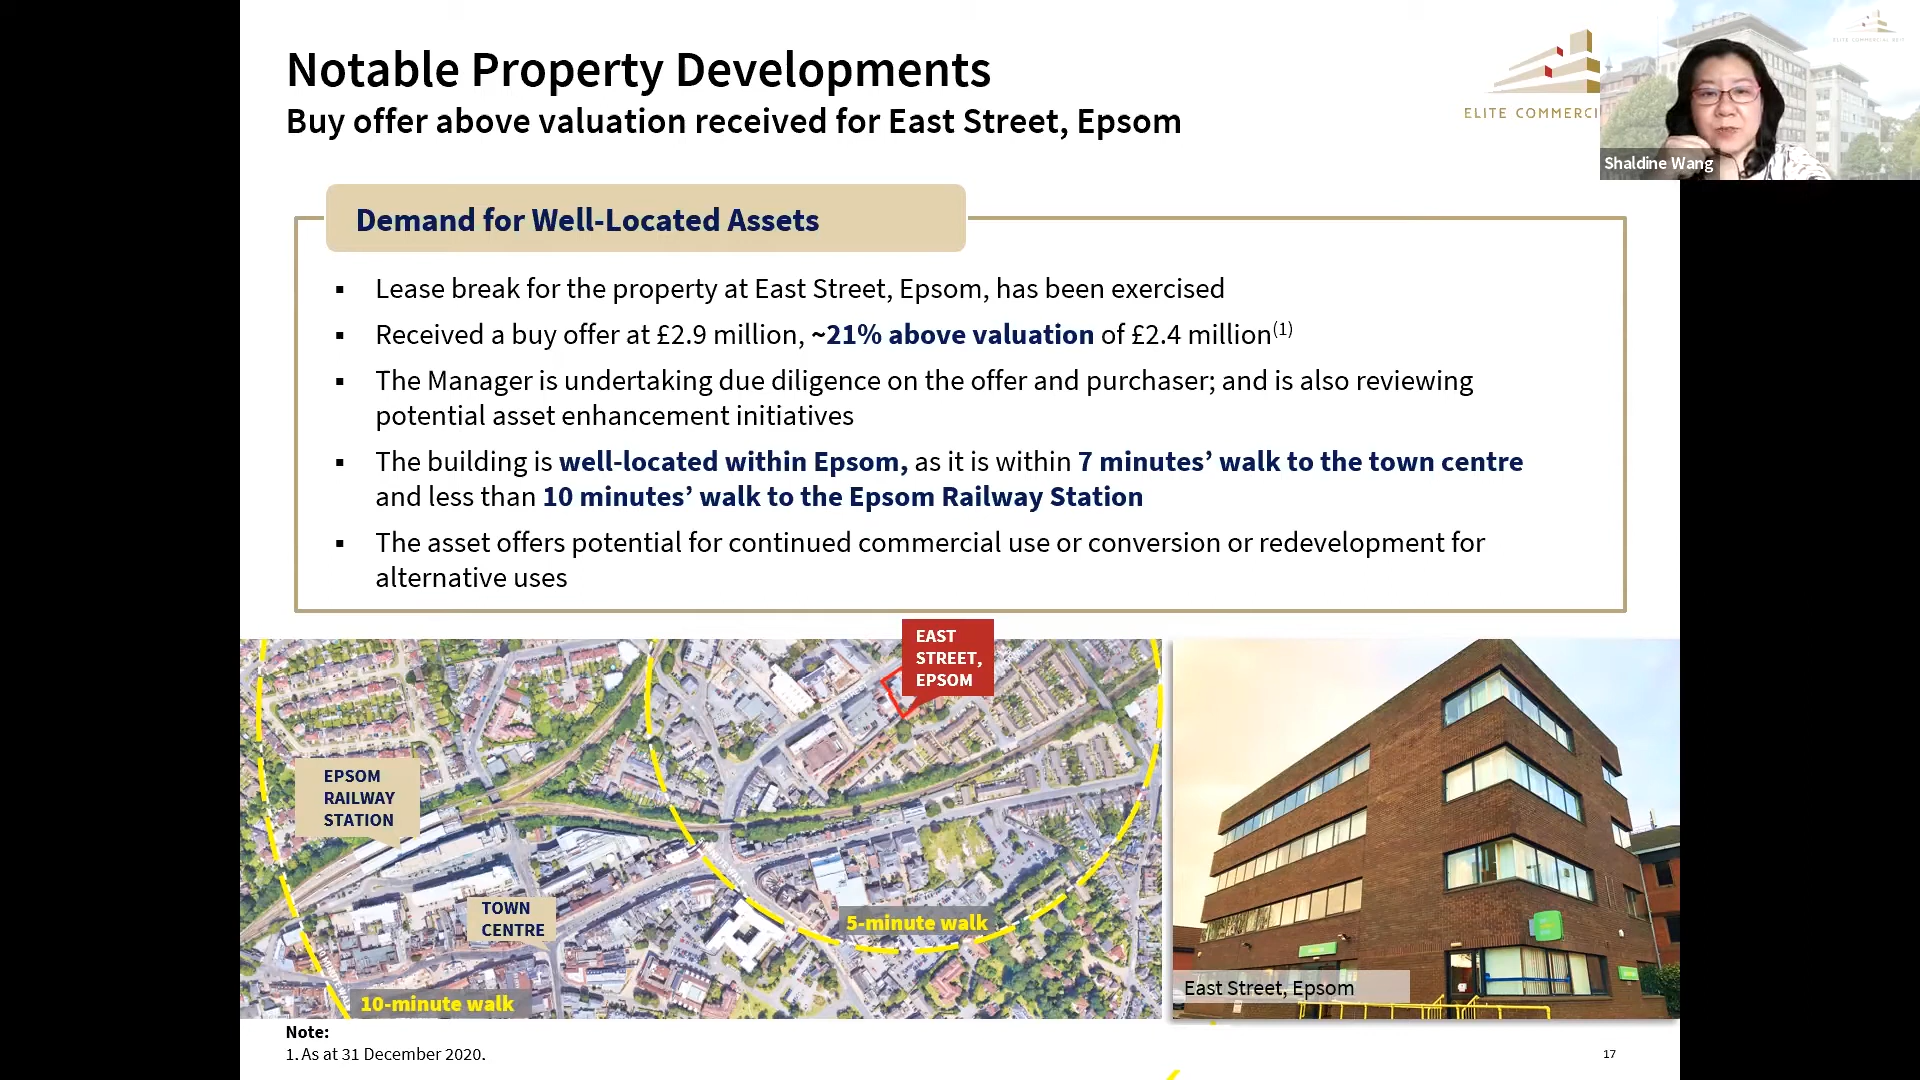 Notable Property Developments
Buy offer above valuation received for East Street, Epsom
ELITE COMMERCI
Shaldine Wang
Demand for Well-Located Assets
▪ Lease break for the property at East Street, Epsom, has been exercised
▪ Received a buy offer at £2.9 million, ~21% above valuation of £2.4 million(1)
▪ The Manager is undertaking due diligence on the offer and purchaser; and is also reviewing
potential asset enhancement initiatives
▪ The building is well-located within Epsom, as it is within 7 minutes’ walk to the town centre
and less than 10 minutes’ walk to the Epsom Railway Station
▪ The asset offers potential for continued commercial use or conversion or redevelopment for
alternative uses
EAST
STREET,
EPSOM
EPSOM
RAILWAY
STATION
TOWN
CENTRE
5-minute walk
10-minute walk
East Street, Epsom
Note:
1. As at 31 December 2020.
17